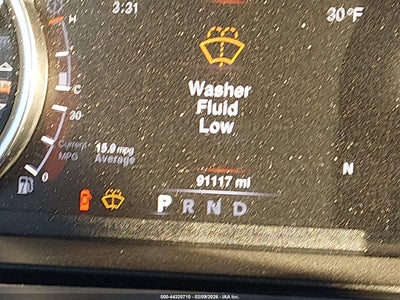 3:31
30°F
H
Washer
Fluid
Low
C
30
Current
MPG
15.9 mpg
Average
N
0
91117 mi
P R N D
000-44320710 - 02/09/2026 - IAA Inc.